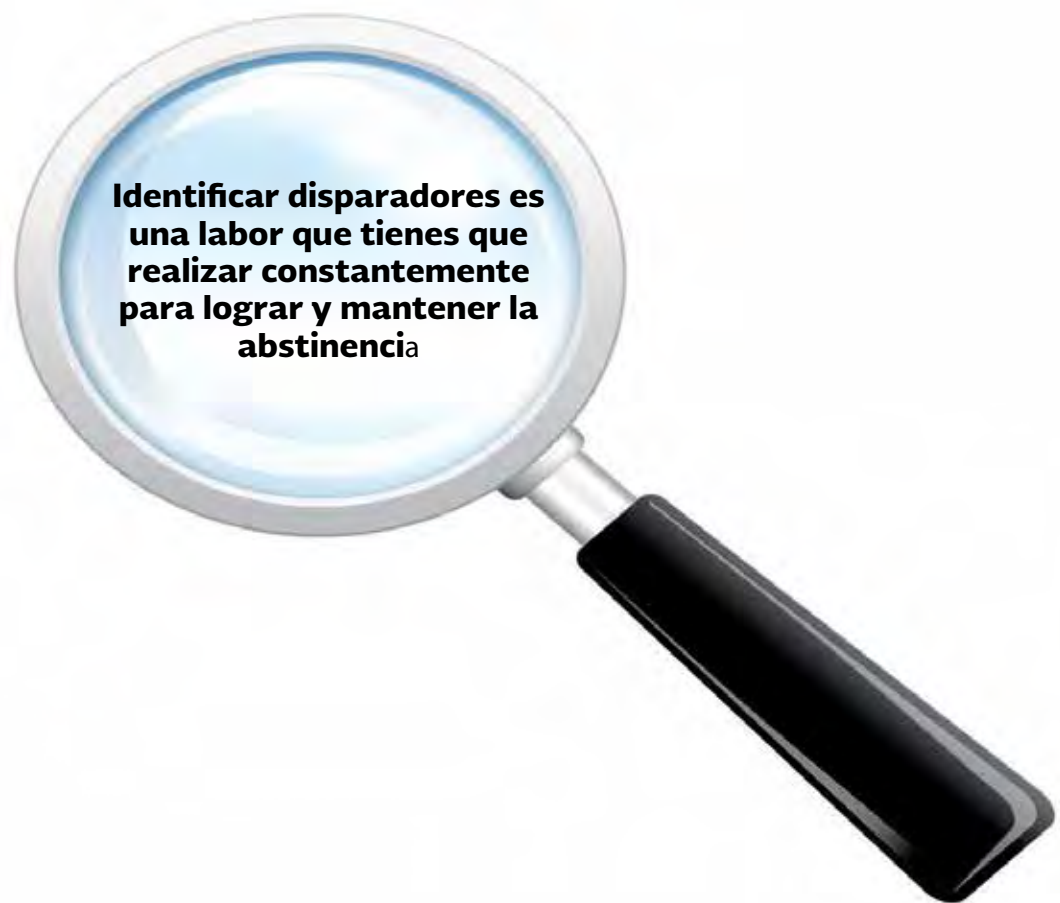 Identificar disparadores es
una labor que tienes que
realizar constantemente
para lograr y mantener la
abstinencia